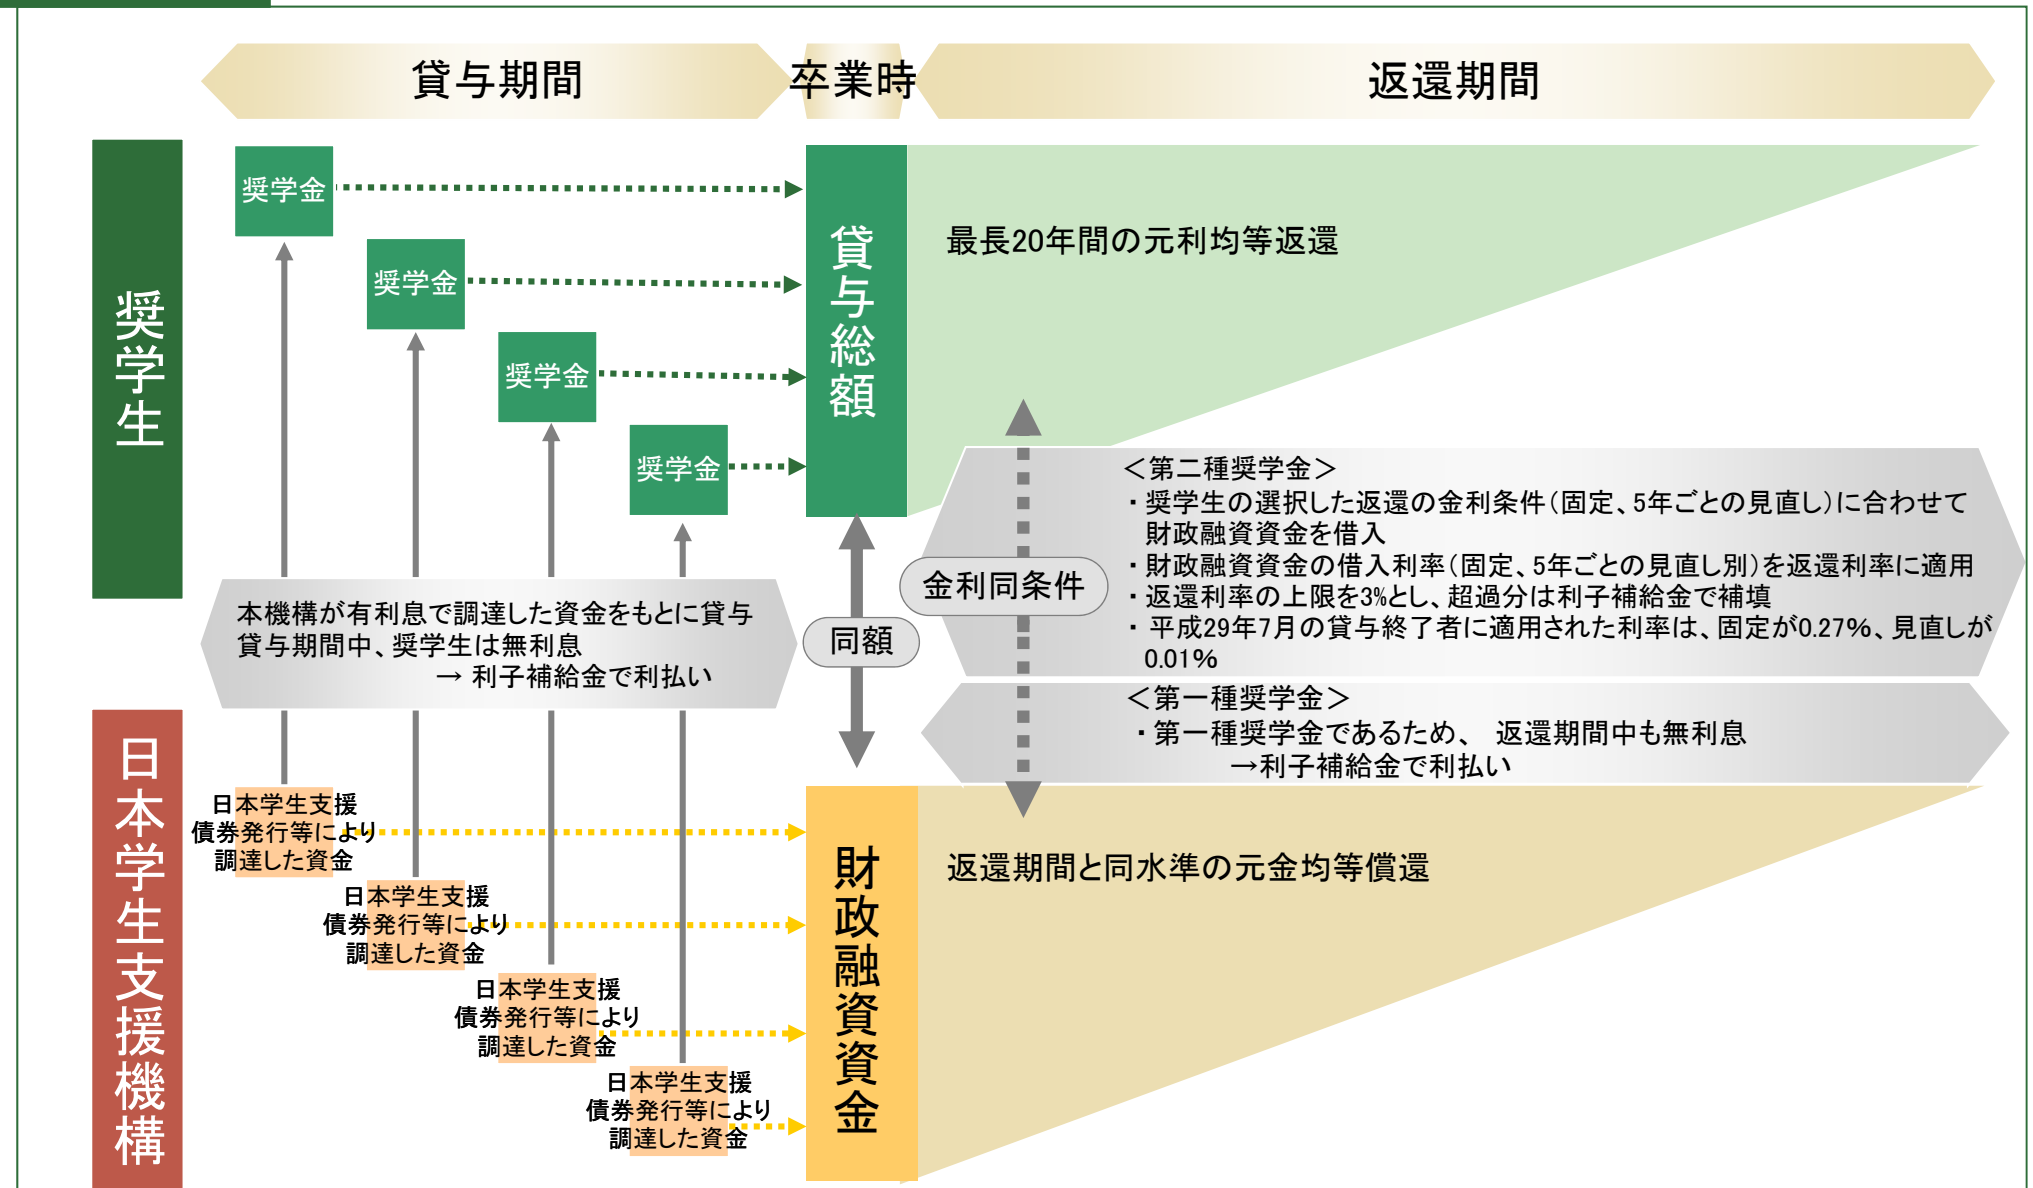 貸与期間
卒業時
返還期間
奨学生
奨学金
奨学金
奨学金
奨学金
貸与総額
最長20年間の元利均等返還
本機構が有利息で調達した資金をもとに貸与
貸与期間中、奨学生は無利息
→ 利子補給金で利払い
同額
金利同条件
＜第二種奨学金＞
・奨学生の選択した返還の金利条件（固定、5年ごとの見直し）に合わせて
財政融資資金を借入
・財政融資資金の借入利率（固定、5年ごとの見直し別）を返還利率に適用
・返還利率の上限を3%とし、超過分は利子補給金で補填
・ 平成29年7月の貸与終了者に適用された利率は、固定が0.27%、見直しが
0.01%
＜第一種奨学金＞
・第一種奨学金であるため、 返還期間中も無利息
→利子補給金で利払い
日本学生支援機構
日本学生支援
債券発行等により
調達した資金
日本学生支援
債券発行等により
調達した資金
日本学生支援
債券発行等により
調達した資金
日本学生支援
債券発行等により
調達した資金
財政融資資金
返還期間と同水準の元金均等償還